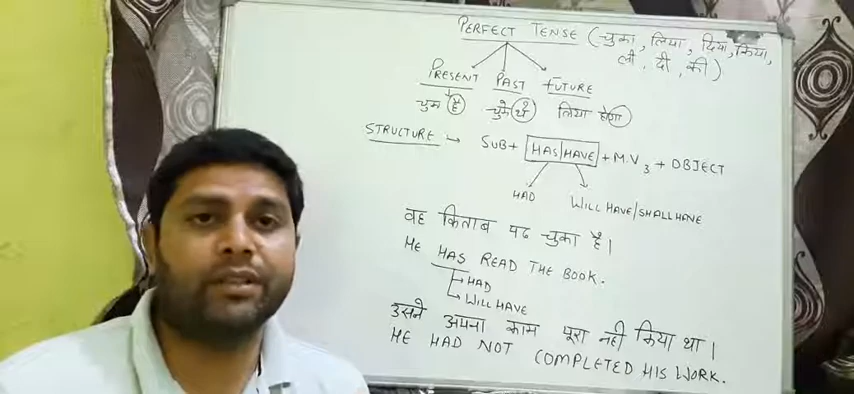 PERFECT TENSE (चुका, लिया, दिया, किया,
ली, दी, की)
PRESENT PAST FUTURE
चुका है चुके थे लिया होगा
STRUCTURE → SUB + HAS/HAVE + M.V3 + OBJECT
HAD WILL HAVE/SHALL HAVE
वह किताब पढ चुका है।
HE HAS READ THE BOOK.
HAD
WILL HAVE
उसने अपना काम पूरा नही किया था।
HE HAD NOT COMPLETED HIS WORK.